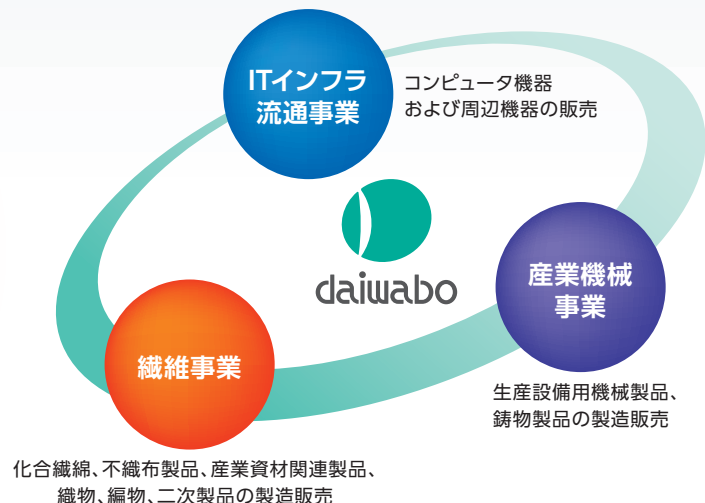 ITインフラ
流通事業
コンピュータ機器
および周辺機器の販売
daiwabo
産業機械
事業
生産設備用機械製品、
鋳物製品の製造販売
繊維事業
化合繊綿、不織布製品、産業資材関連製品、
織物、編物、二次製品の製造販売